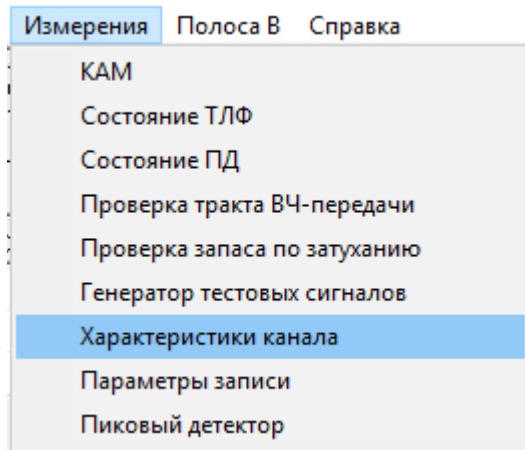 Измерения Полоса В Справка
КАМ
Состояние ТЛФ
Состояние ПД
Проверка тракта ВЧ-передачи
Проверка запаса по затуханию
Генератор тестовых сигналов
Характеристики канала
Параметры записи
Пиковый детектор